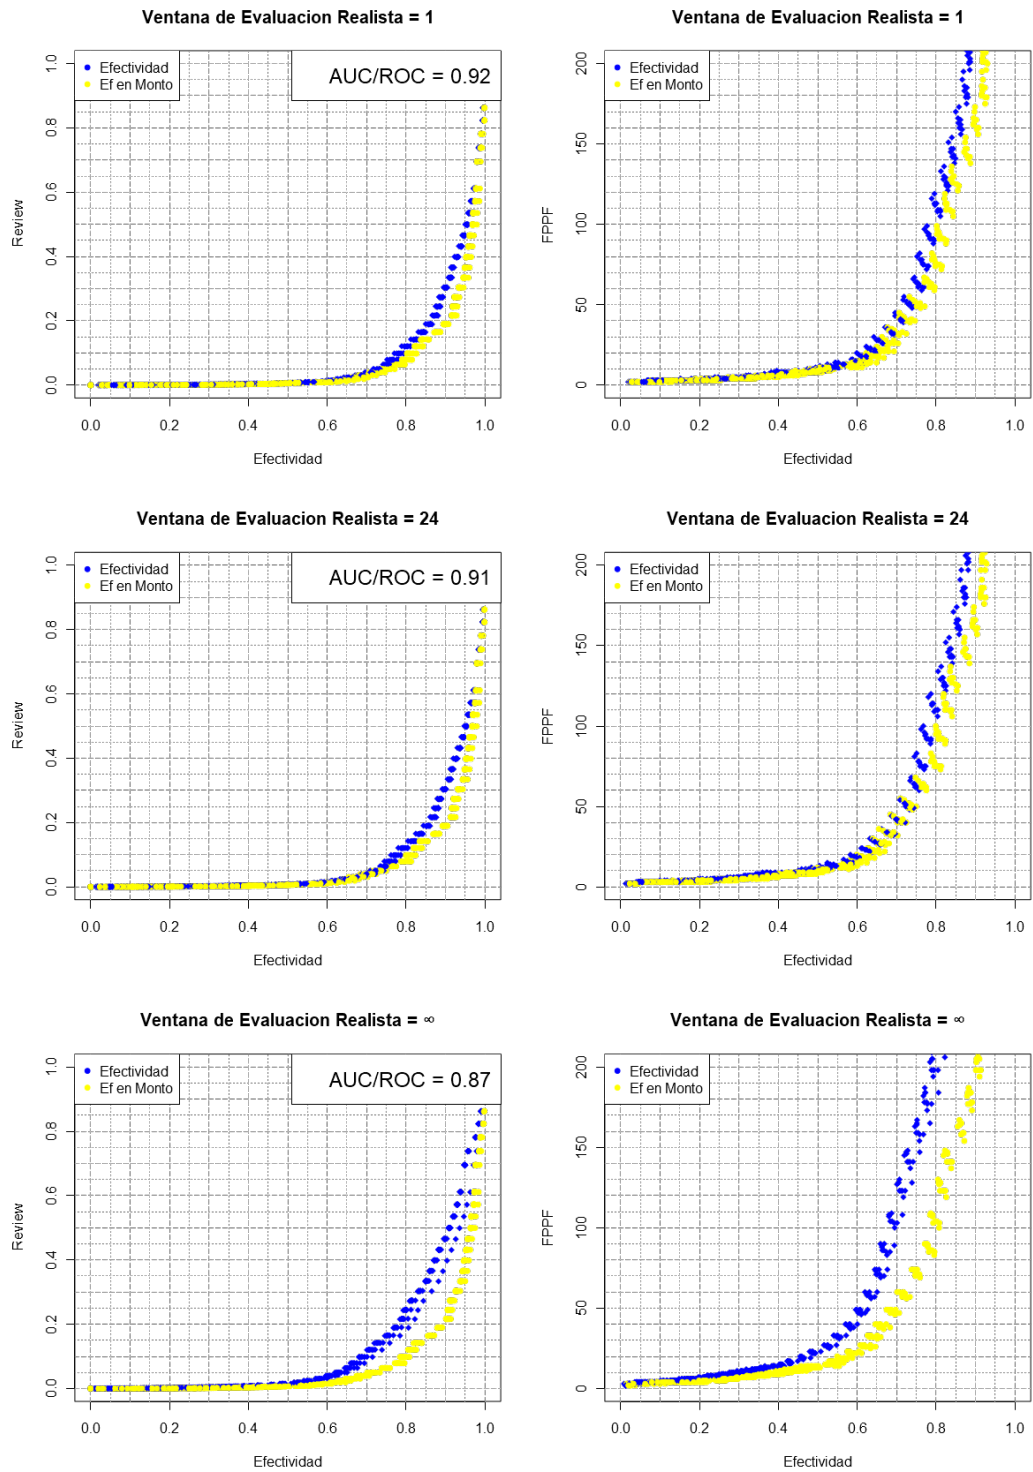 Ventana de Evaluacion Realista = 1
Efectividad
Ef en Monto
AUC/ROC = 0.92
Review
0.0 0.2 0.4 0.6 0.8 1.0
0.0 0.2 0.4 0.6 0.8 1.0
Efectividad
Ventana de Evaluacion Realista = 1
Efectividad
Ef en Monto
FPPF
0 50 100 150 200
0.0 0.2 0.4 0.6 0.8 1.0
Efectividad
Ventana de Evaluacion Realista = 24
Efectividad
Ef en Monto
AUC/ROC = 0.91
Review
0.0 0.2 0.4 0.6 0.8 1.0
0.0 0.2 0.4 0.6 0.8 1.0
Efectividad
Ventana de Evaluacion Realista = 24
Efectividad
Ef en Monto
FPPF
0 50 100 150 200
0.0 0.2 0.4 0.6 0.8 1.0
Efectividad
Ventana de Evaluacion Realista = ∞
Efectividad
Ef en Monto
AUC/ROC = 0.87
Review
0.0 0.2 0.4 0.6 0.8 1.0
0.0 0.2 0.4 0.6 0.8 1.0
Efectividad
Ventana de Evaluacion Realista = ∞
Efectividad
Ef en Monto
FPPF
0 50 100 150 200
0.0 0.2 0.4 0.6 0.8 1.0
Efectividad